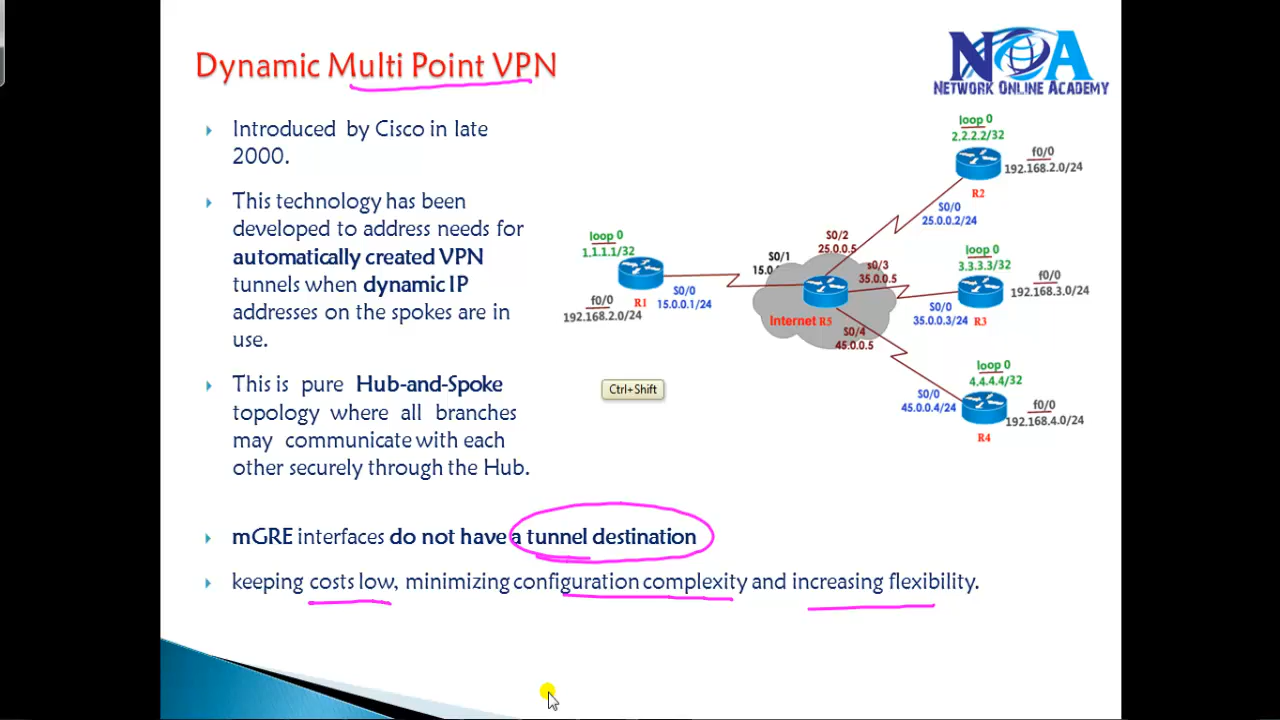 Dynamic Multi Point VPN
NOA
NETWORK ONLINE ACADEMY
Introduced by Cisco in late
2000.
This technology has been
developed to address needs for
automatically created VPN
tunnels when dynamic IP
addresses on the spokes are in
use.
This is pure Hub-and-Spoke
topology where all branches
may communicate with each
other securely through the Hub.
mGRE interfaces do not have a tunnel destination
keeping costs low, minimizing configuration complexity and increasing flexibility.
loop 0
1.1.1.1/32
R1
f0/0
192.168.2.0/24
S0/0
15.0.0.1/24
S0/1
15.0.
S0/2
25.0.0.5
s0/3
35.0.0.5
Internet R5
S0/4
45.0.0.5
loop 0
2.2.2.2/32
f0/0
192.168.2.0/24
R2
S0/0
25.0.0.2/24
loop 0
3.3.3.3/32
f0/0
192.168.3.0/24
S0/0
35.0.0.3/24
R3
loop 0
4.4.4.4/32
S0/0
45.0.0.4/24
f0/0
192.168.4.0/24
R4
Ctrl+Shift